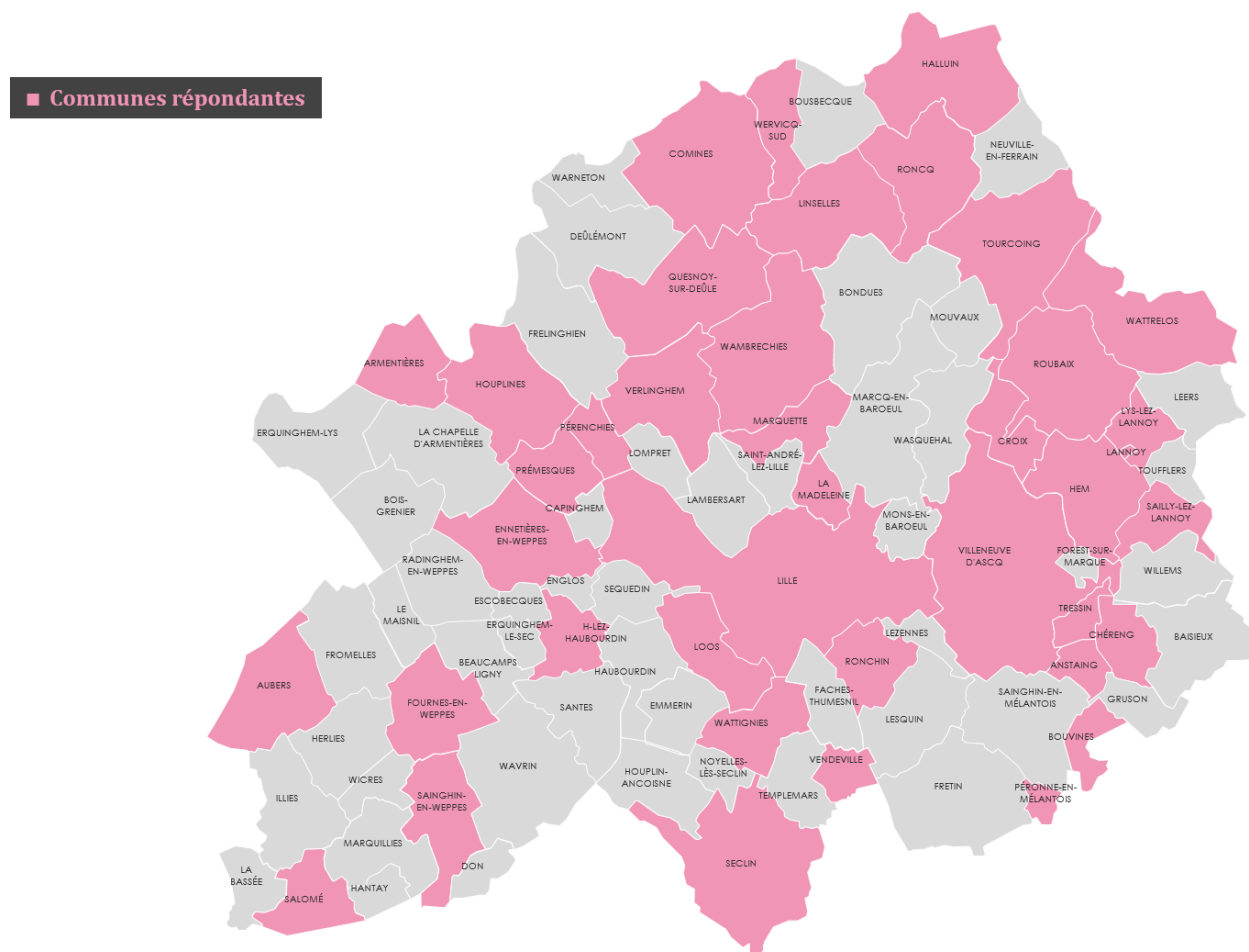 ■ Communes répondantes
HALLUIN
BOUSBECQUE
WERVICQ-
SUD
NEUVILLE-
EN-FERRAIN
COMINES
RONCQ
WARNETON
LINSELLES
DEÛLÉMONT
TOURCOING
QUESNOY-
SUR-DEÛLE
BONDUES
MOUVAUX
WATTRELOS
FRELINGHIEN
WAMBRECHIES
ARMENTIÈRES
ROUBAIX
HOUPLINES
VERLINGHEM
MARCQ-EN-
BAROEUL
LEERS
LYS-LEZ-
LANNOY
MARQUETTE
ERQUINGHEM-LYS
LA CHAPELLE
D'ARMENTIÈRES
PÉRENCHIES
WASQUEHAL
CROIX
LANNOY
LOMPRET
SAINT-ANDRÉ-
LEZ-LILLE
PRÉMESQUES
TOUFFLERS
LA
MADELEINE
HEM
BOIS-
GRENIER
LAMBERSART
CAPINGHEM
MONS-EN-
BAROEUL
SAILLY-LEZ-
LANNOY
ENNETIÈRES-
EN-WEPPES
VILLENEUVE
D'ASCQ
FOREST-SUR-
MARQUE
RADINGHEM-
EN-WEPPES
WILLEMS
ENGLOS
SEQUEDIN
LILLE
ESCOBECQUES
LE
MAISNIL
TRESSIN
ERQUINGHEM-
LE-SEC
H-LEZ-
HAUBOURDIN
LEZENNES
CHÉRENG
BAISIEUX
FROMELLES
LOOS
BEAUCAMPS
LIGNY
HAUBOURDIN
RONCHIN
ANSTAING
AUBERS
FOURNES-EN-
WEPPES
SANTES
EMMERIN
FACHES-
THUMESNIL
SAINGHIN-EN-
MÉLANTOIS
GRUSON
LESQUIN
WATTIGNIES
HERLIES
BOUVINES
WAVRIN
HOUPLIN-
ANCOISNE
NOYELLES-
LÈS-SECLIN
VENDEVILLE
WICRES
FRETIN
PÉRONNE-EN-
MÉLANTOIS
ILLIES
SAINGHIN-
EN-WEPPES
TEMPLEMARS
MARQUILLIES
SECLIN
LA
BASSÉE
DON
HANTAY
SALOMÉ